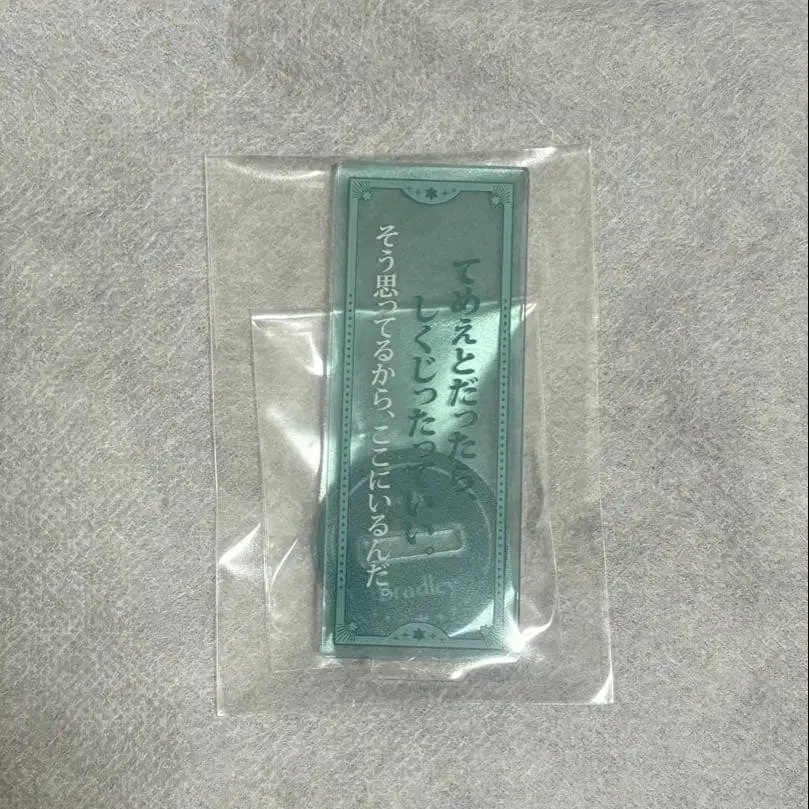 てめえとだったら、
しくじったっていい。
そう思ってるから、ここにいるんだ。
Bradley